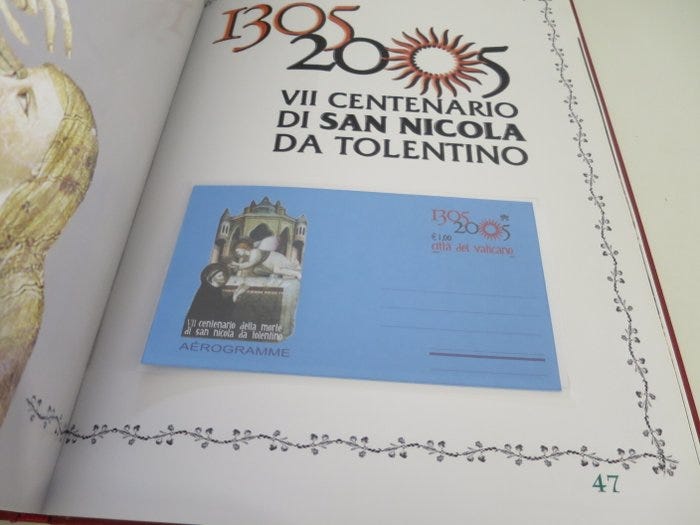 1305
2005
VII CENTENARIO
DI SAN NICOLA
DA TOLENTINO
1305
2005
€ 1,00
città del vaticano
VII centenario della morte
di san nicola da tolentino
AÉROGRAMME
47